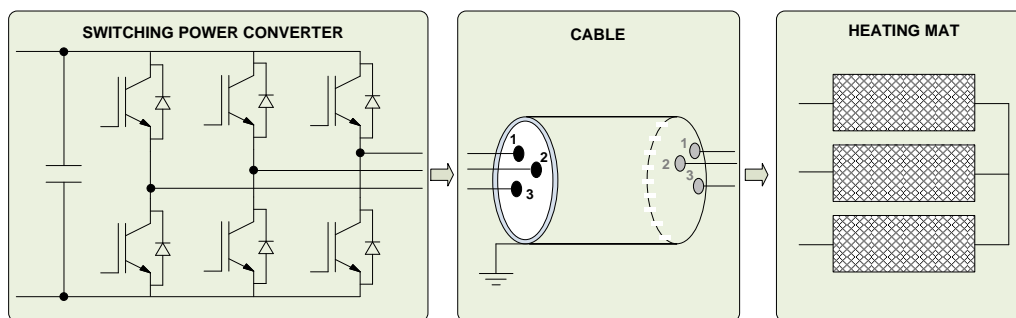 SWITCHING POWER CONVERTER
CABLE
1
2
3
1
2
3
HEATING MAT